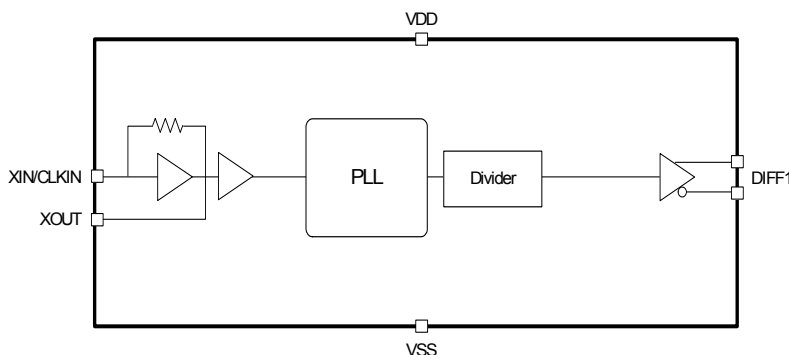 VDD
XIN/CLKIN
PLL
Divider
DIFF1
XOUT
VSS